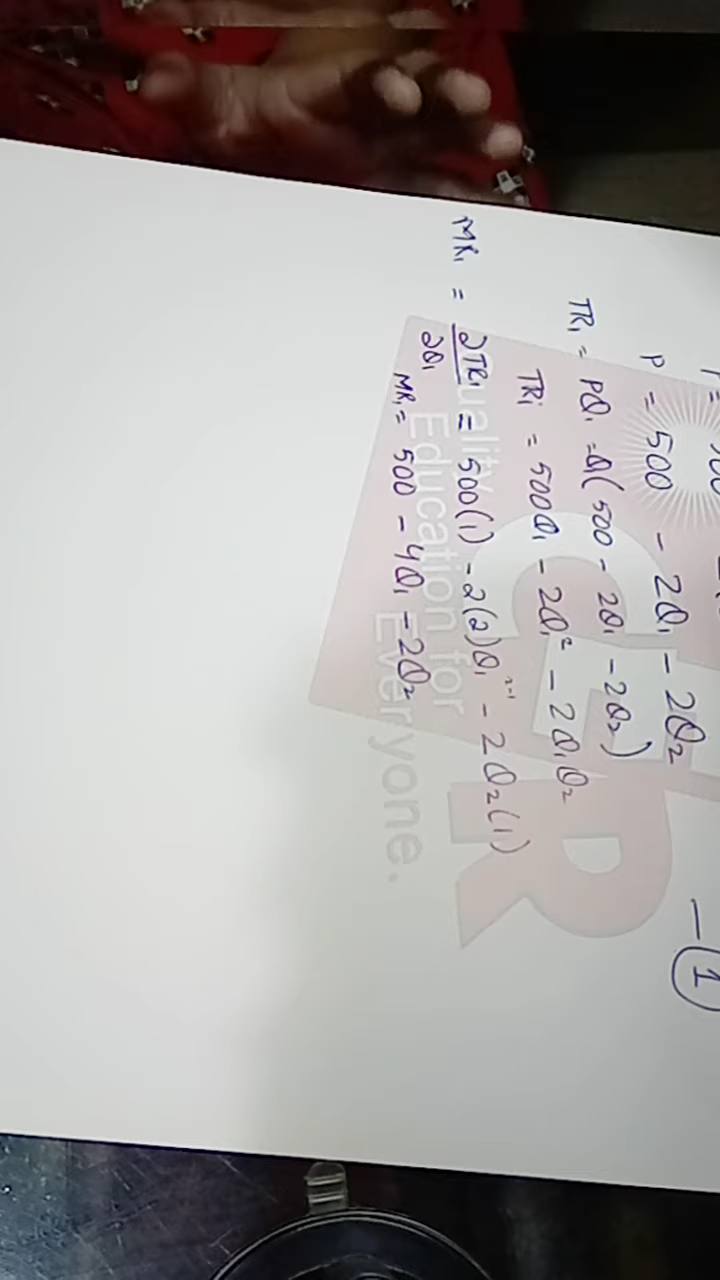 P = 500 - 2Q₁ - 2Q₂ —①
TR₁ = PQ₁ = Q₁(500 - 2Q₁ - 2Q₂)
TR₁ = 500Q₁ - 2Q₁² - 2Q₁Q₂
MR₁ = ∂TR₁/∂Q₁ = 500(1) - 2(2)Q₁²⁻¹ - 2Q₂(1)
MR₁ = 500 - 4Q₁ - 2Q₂
CER
Quality
Education for
Everyone.